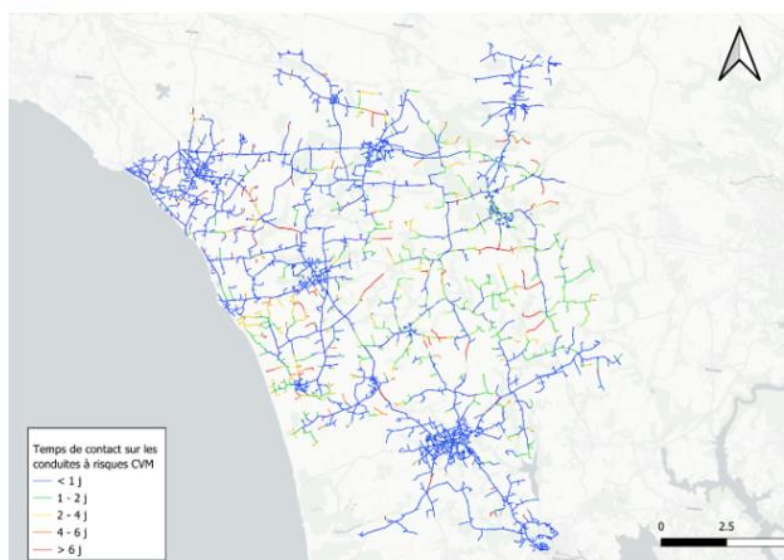 Temps de contact sur les
conduites à risques CVM
< 1 j
1 - 2 j
2 - 4 j
4 - 6 j
> 6 j
0 2.5